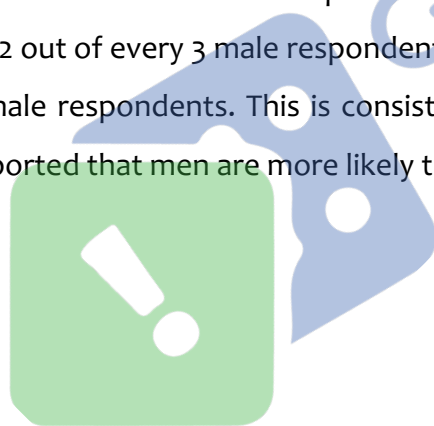 2 out of every 3 male respondent
male respondents. This is consist
ported that men are more likely t